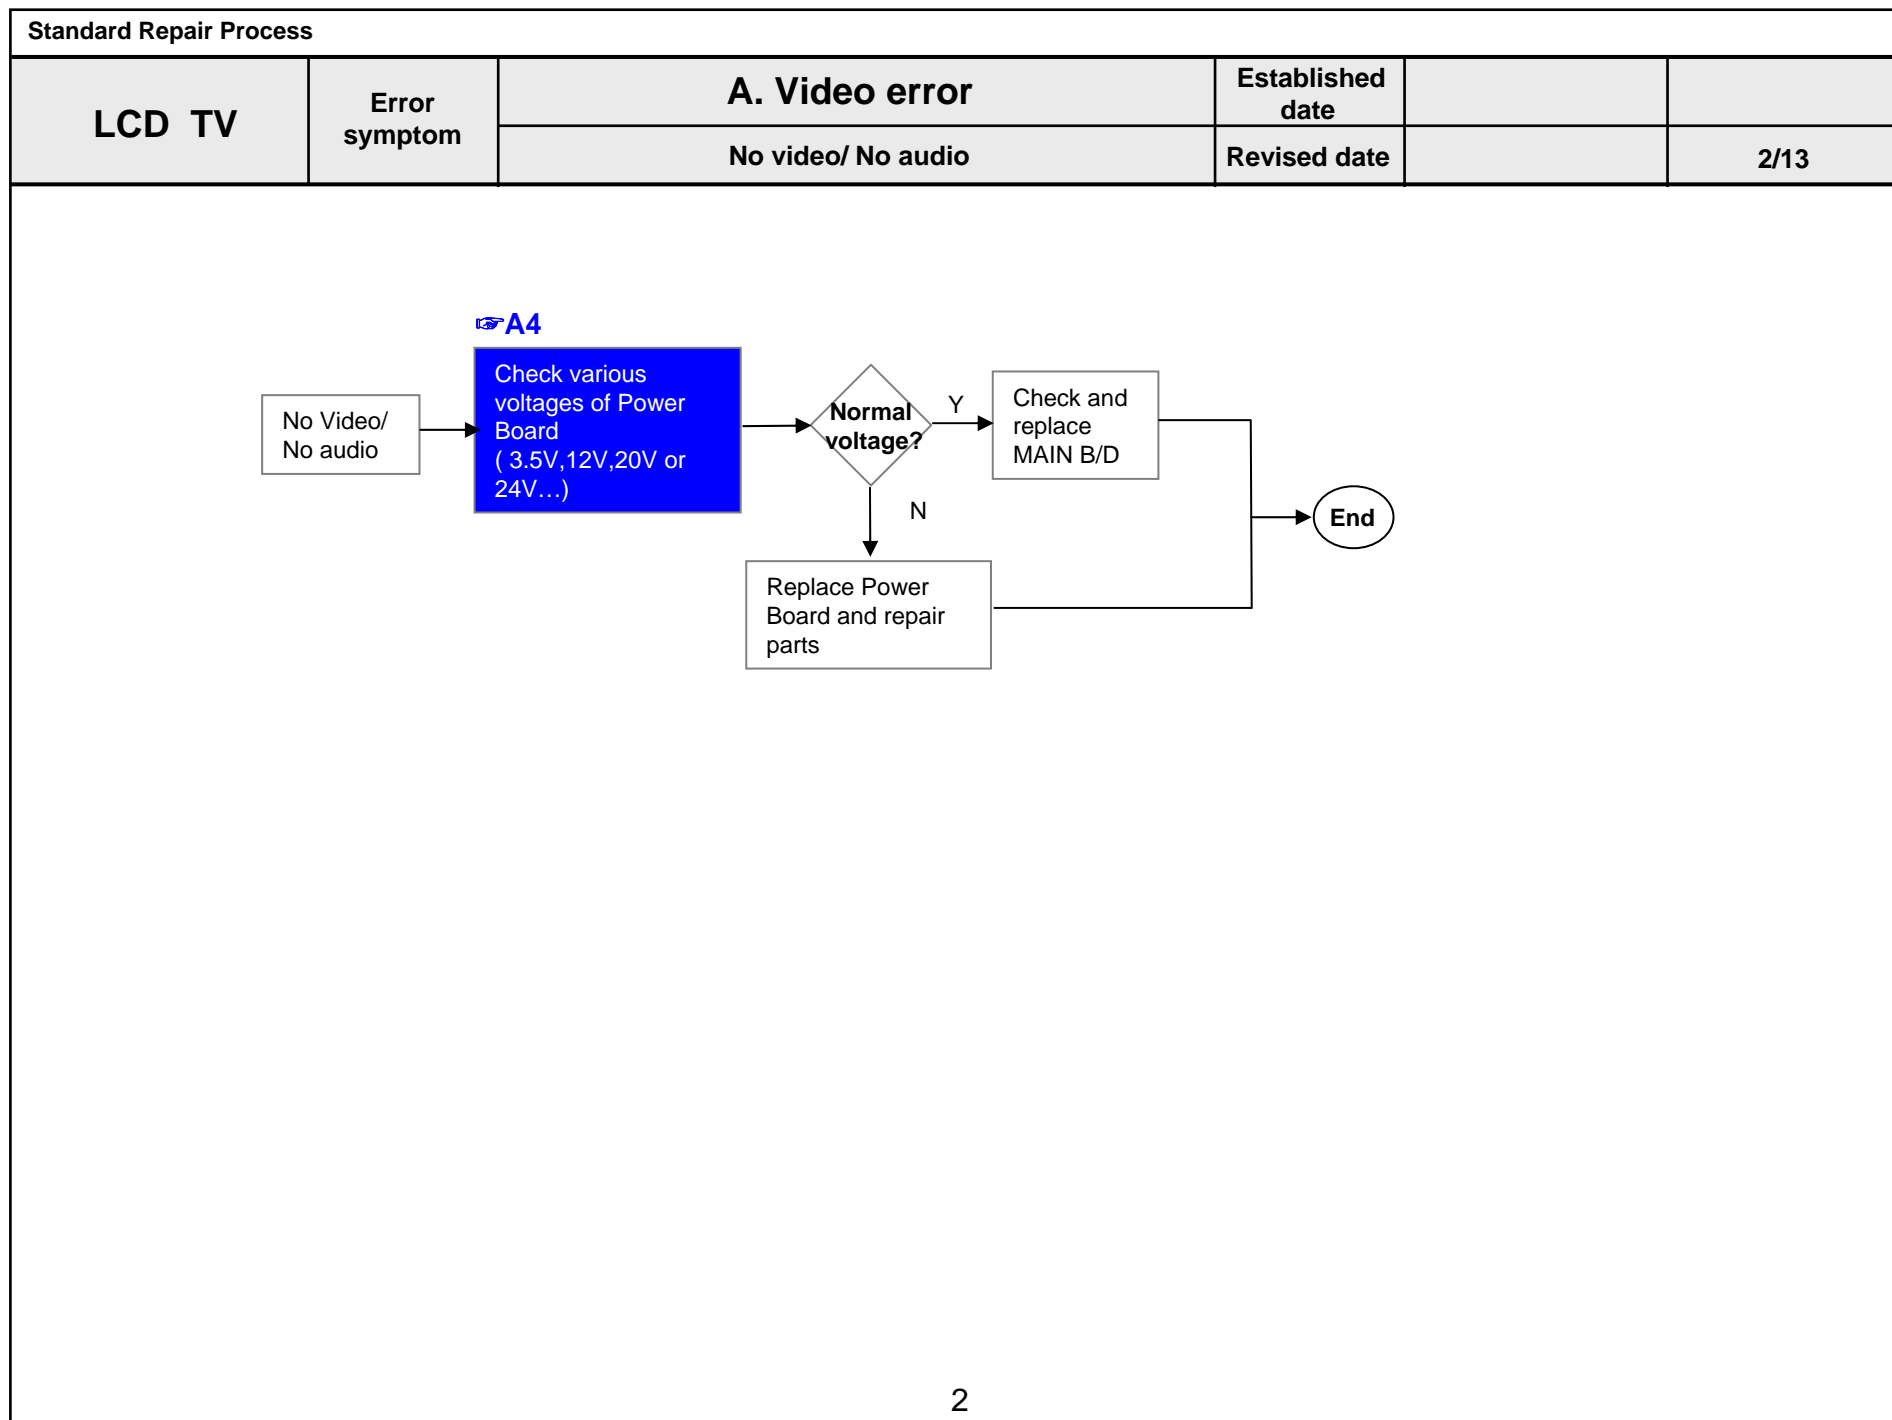 Standard Repair Process
LCD  TV
Error
symptom
A. Video error
No video/ No audio
Established
date
Revised date
2/13
☞A4
No Video/
No audio
Check various
voltages of Power
Board
( 3.5V,12V,20V or
24V…)
Normal
voltage?
Y
Check and
replace
MAIN B/D
N
Replace Power
Board and repair
parts
End
2